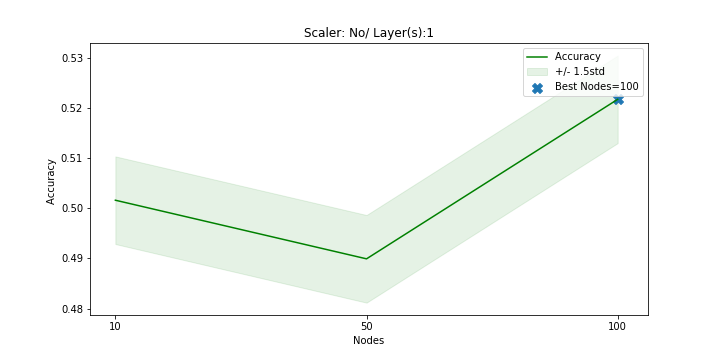 Scaler: No/ Layer(s):1
Accuracy
+/- 1.5std
Best Nodes=100
0.53
0.52
0.51
0.50
0.49
0.48
Accuracy
10
50
100
Nodes